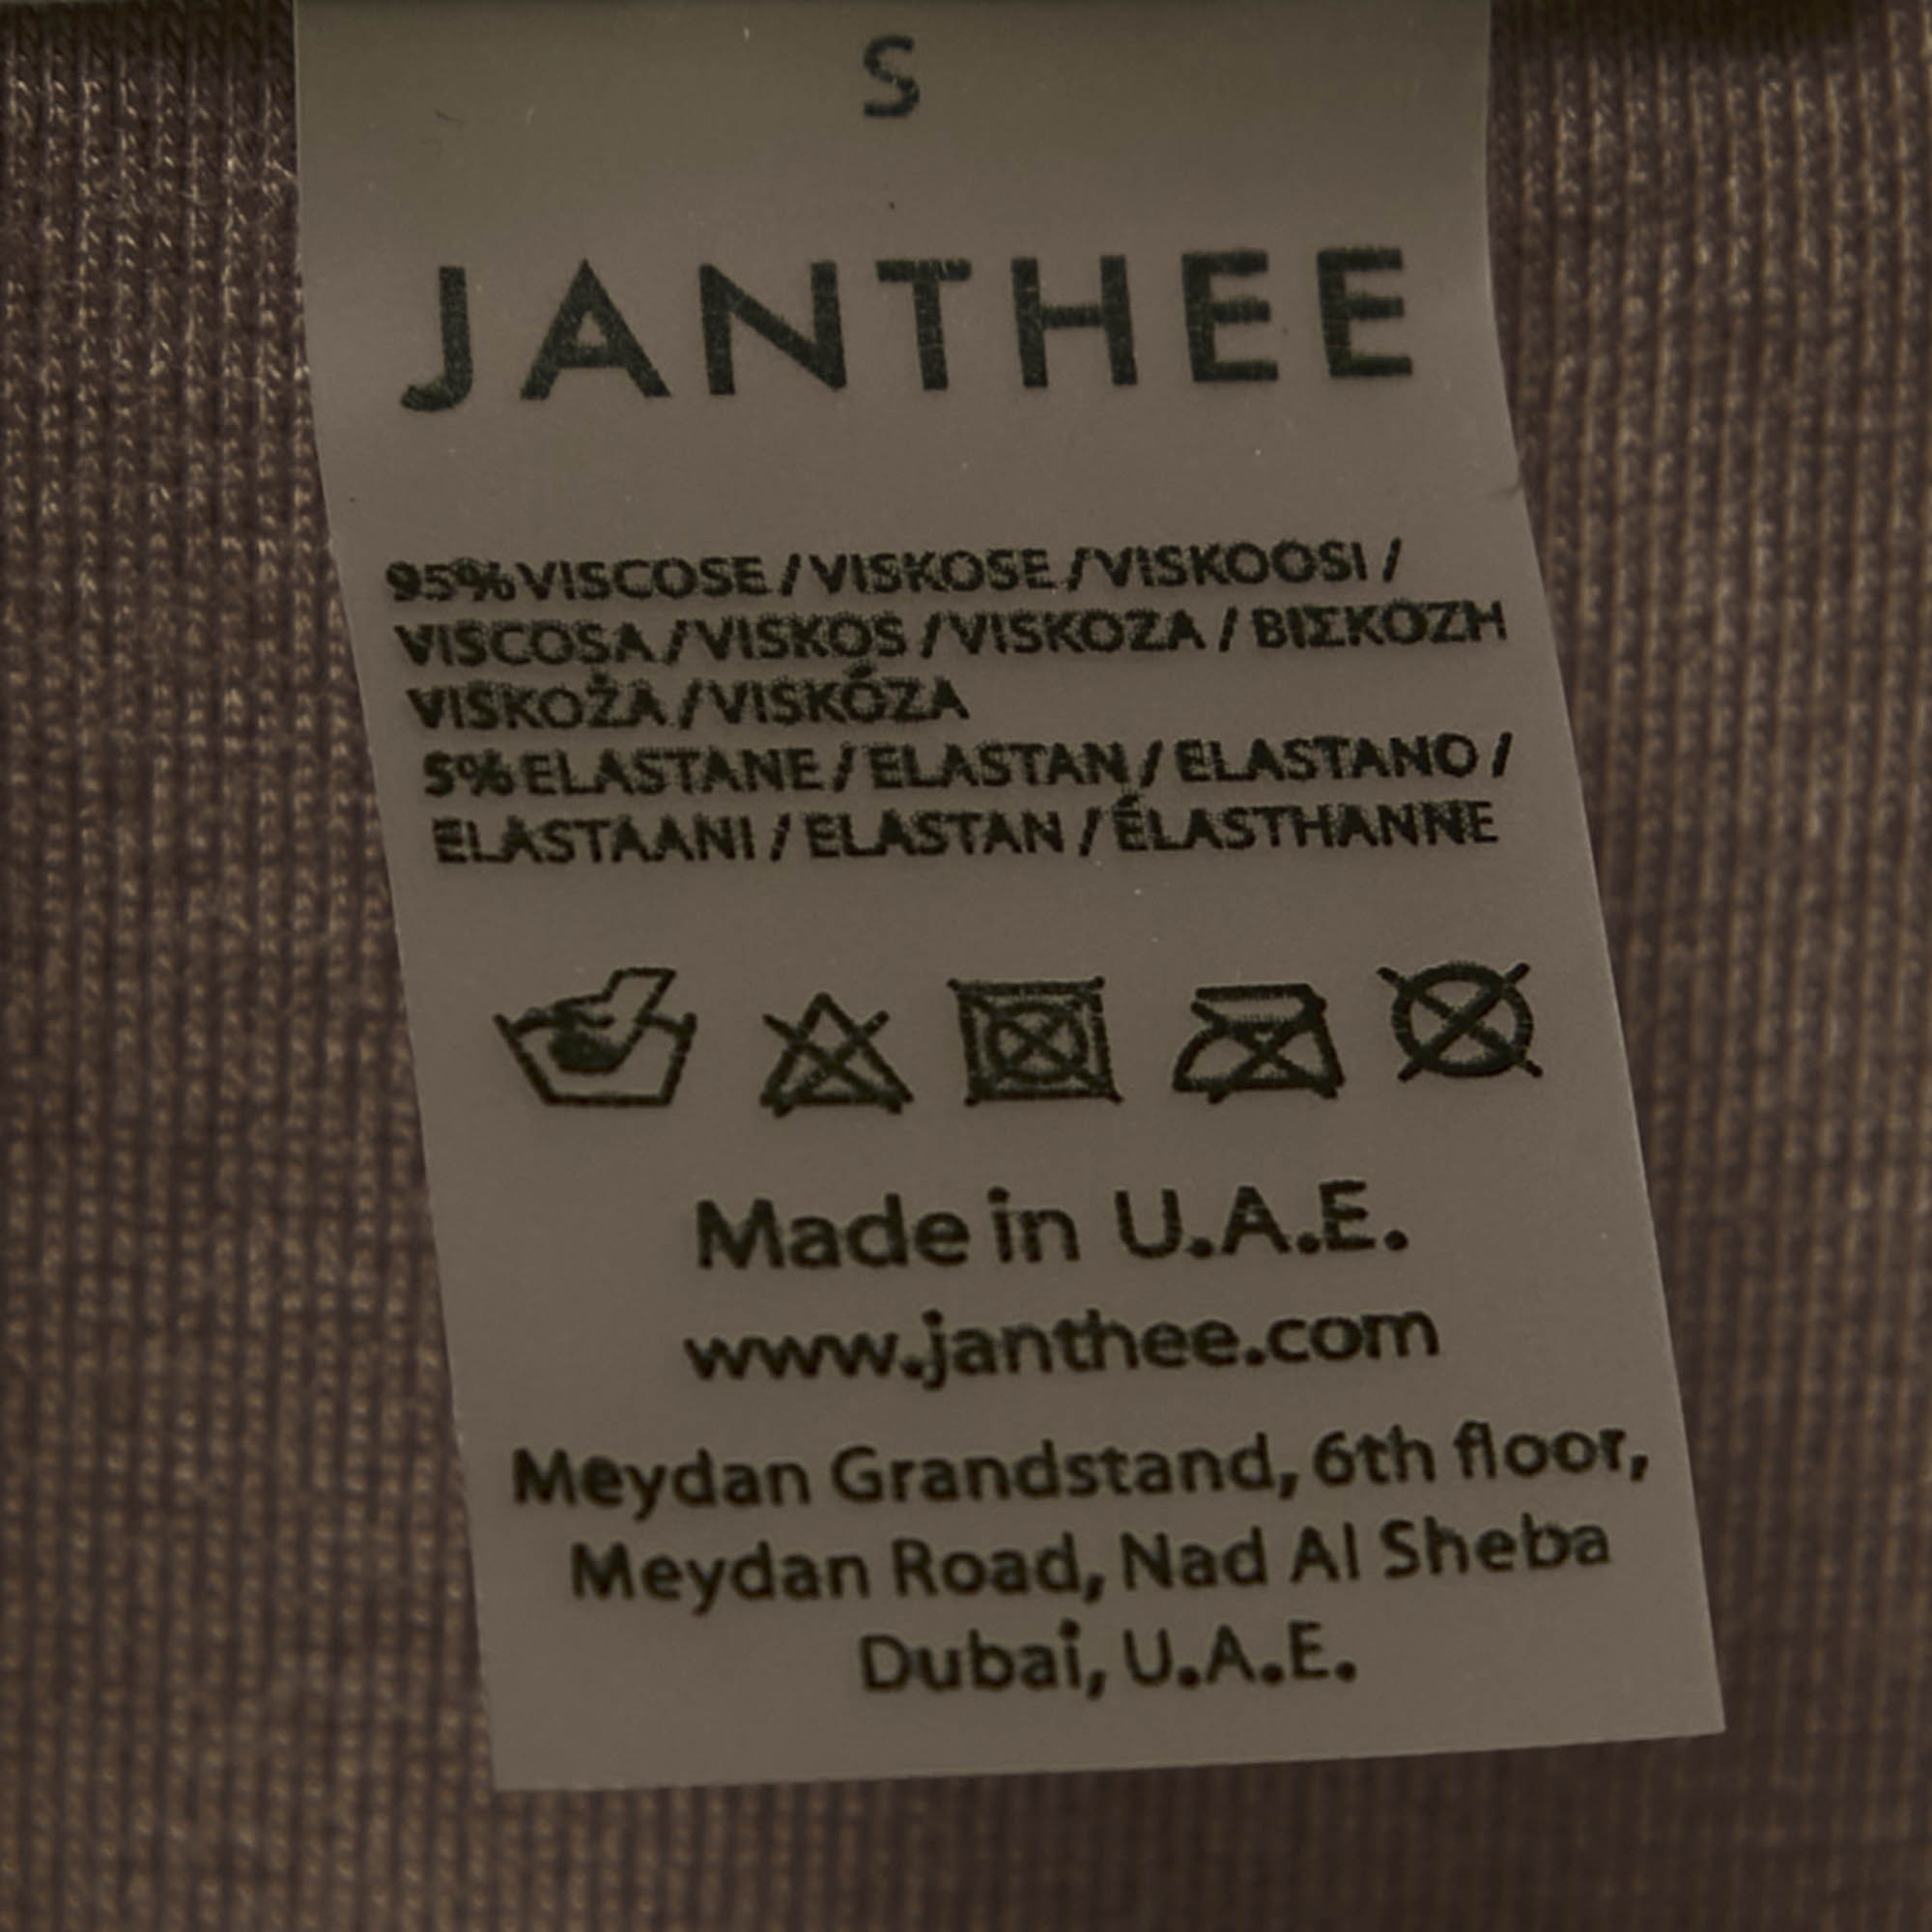 S
JANTHEE
95% VISCOSE / VISKOSE / VISKOOSI /
VISCOSA / VISKOS / VISKOZA / ΒΙΣΚΟΖΗ
VISKOŽA / VISKÓZA
5% ELASTANE / ELASTAN / ELASTANO /
ELASTAANI / ELASTAN / ÉLASTHANNE
Made in U.A.E.
www.janthee.com
Meydan Grandstand, 6th floor,
Meydan Road, Nad Al Sheba
Dubai, U.A.E.